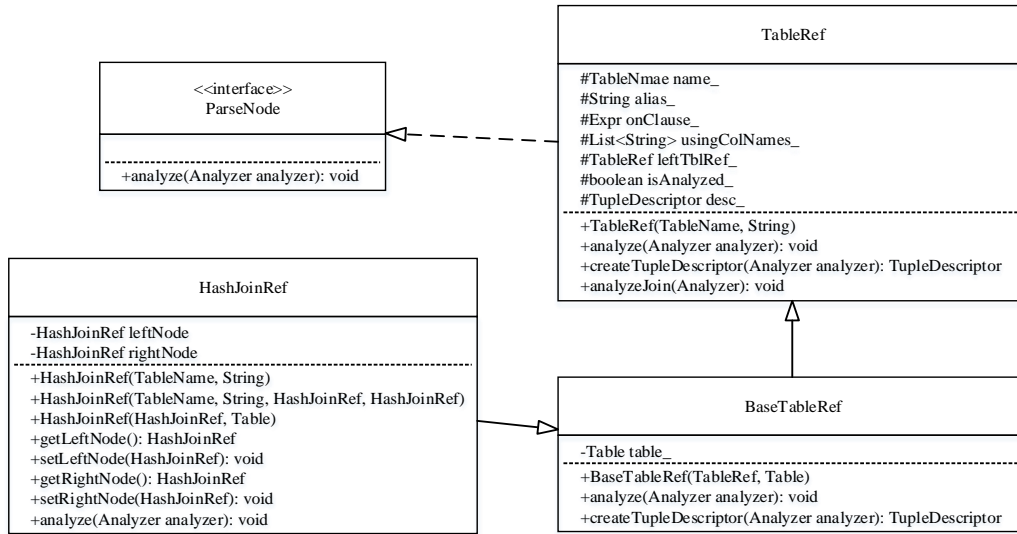 <<interface>>
ParseNode
+analyze(Analyzer analyzer): void
TableRef
#TableNmae name_
#String alias_
#Expr onClause_
#List<String> usingColNames_
#TableRef leftTblRef_
#boolean isAnalyzed_
#TupleDescriptor desc_
+TableRef(TableName, String)
+analyze(Analyzer analyzer): void
+createTupleDescriptor(Analyzer analyzer): TupleDescriptor
+analyzeJoin(Analyzer): void
HashJoinRef
-HashJoinRef leftNode
-HashJoinRef rightNode
+HashJoinRef(TableName, String)
+HashJoinRef(TableName, String, HashJoinRef, HashJoinRef)
+HashJoinRef(HashJoinRef, Table)
+getLeftNode(): HashJoinRef
+setLeftNode(HashJoinRef): void
+getRightNode(): HashJoinRef
+setRightNode(HashJoinRef): void
+analyze(Analyzer analyzer): void
BaseTableRef
-Table table_
+BaseTableRef(TableRef, Table)
+analyze(Analyzer analyzer): void
+createTupleDescriptor(Analyzer analyzer): TupleDescriptor